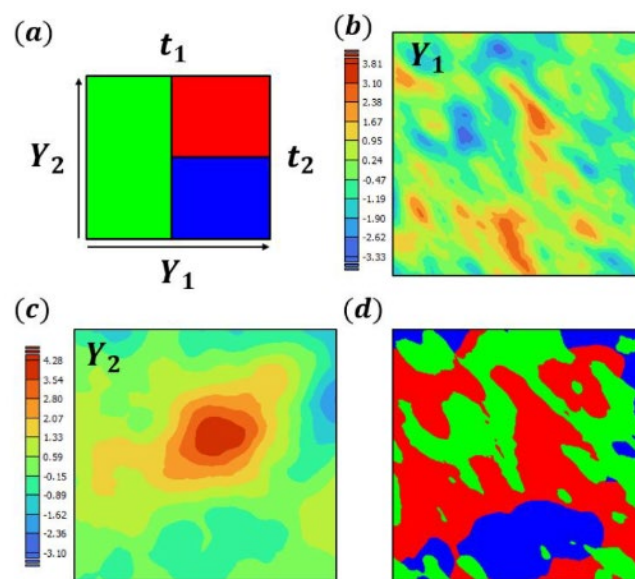 (a)
t₁
Y₂
t₂
Y₁
(b)
Y₁
3.81
3.10
2.38
1.67
0.95
0.24
-0.47
-1.19
-1.90
-2.62
-3.33
(c)
Y₂
4.28
3.54
2.80
2.07
1.33
0.59
-0.15
-0.89
-1.62
-2.36
-3.10
(d)